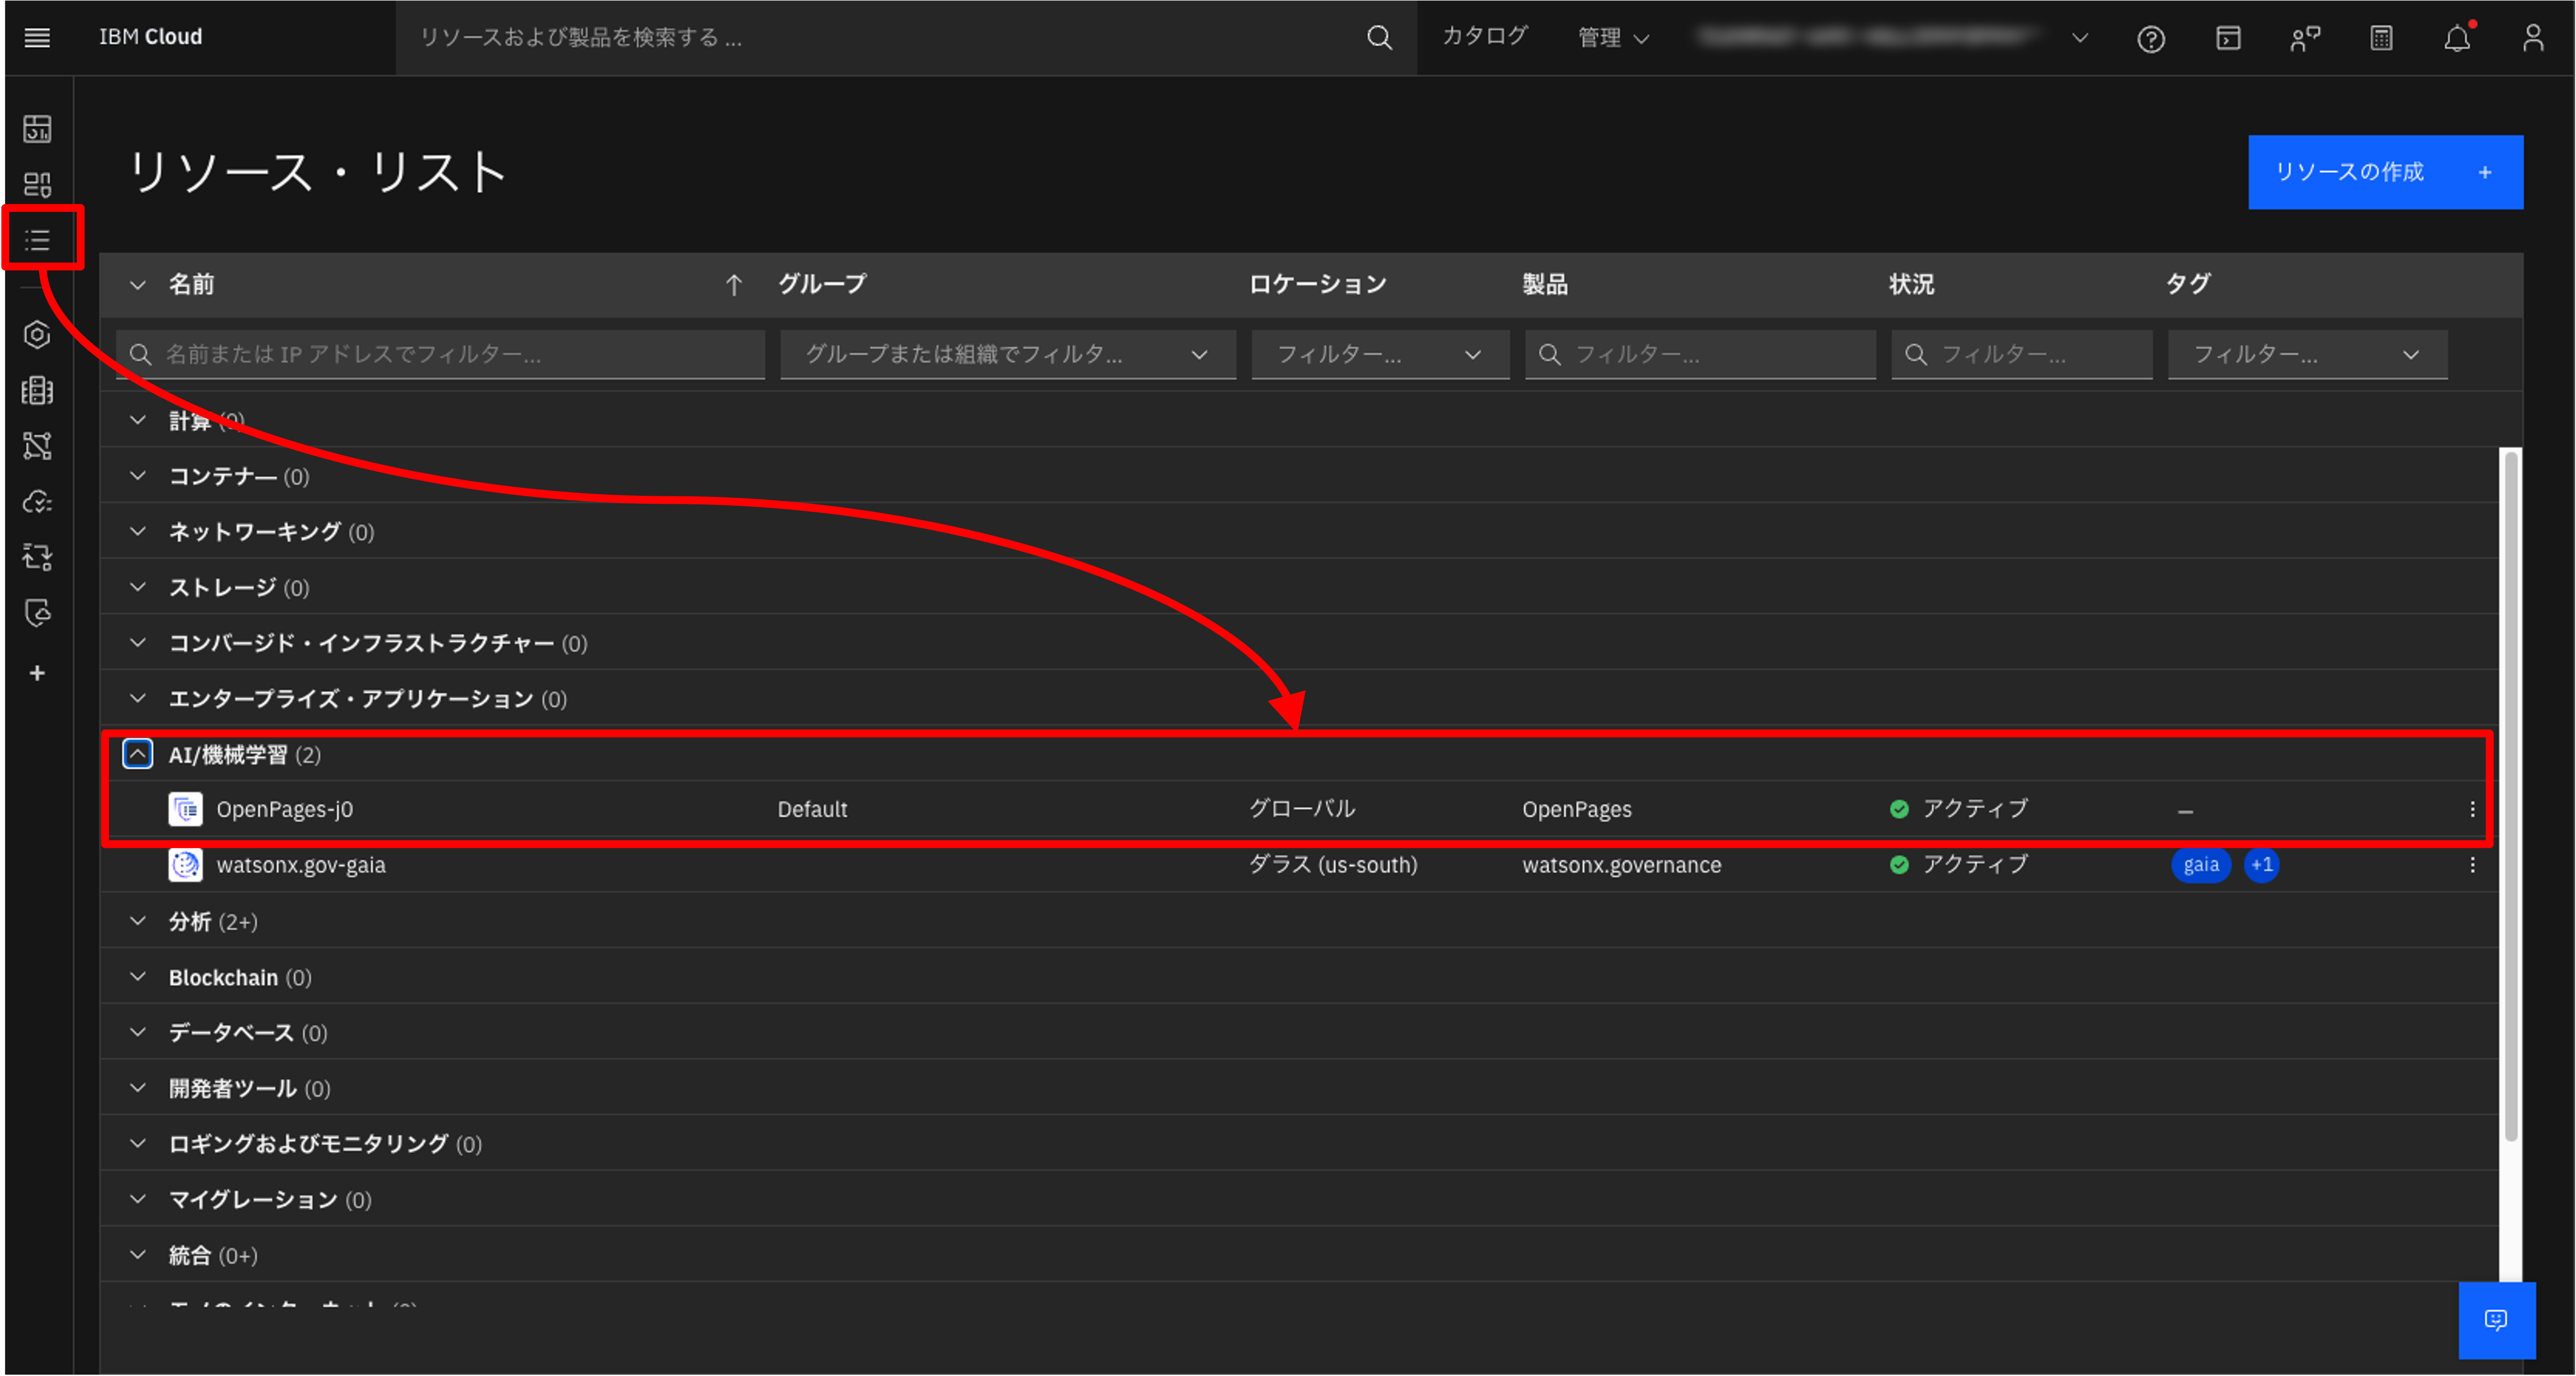 IBM Cloud
リソースおよび製品を検索する ...
カタログ
管理
リソース・リスト
リソースの作成 +
名前 グループ ロケーション 製品 状況 タグ
名前または IP アドレスでフィルター... グループまたは組織でフィルタ... フィルター... フィルター... フィルター... フィルター...
計算 (0)
コンテナー (0)
ネットワーキング (0)
ストレージ (0)
コンバージド・インフラストラクチャー (0)
エンタープライズ・アプリケーション (0)
AI/機械学習 (2)
OpenPages-j0 Default グローバル OpenPages アクティブ –
watsonx.gov-gaia ダラス (us-south) watsonx.governance アクティブ gaia +1
分析 (2+)
Blockchain (0)
データベース (0)
開発者ツール (0)
ロギングおよびモニタリング (0)
マイグレーション (0)
統合 (0+)